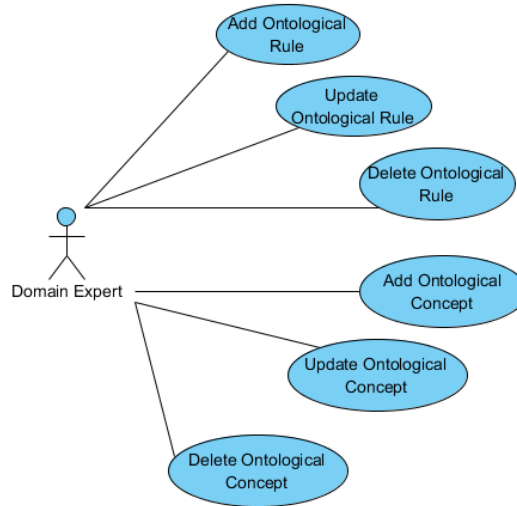 Add Ontological
Rule
Update
Ontological Rule
Delete Ontological
Rule
Domain Expert
Add Ontological
Concept
Update Ontological
Concept
Delete Ontological
Concept